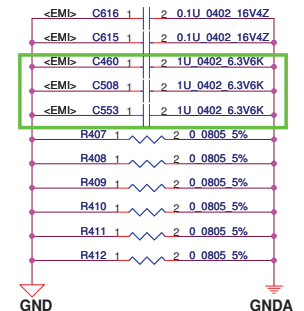 <EMI> C616 1 2 0.1U_0402_16V4Z
<EMI> C615 1 2 0.1U_0402_16V4Z
<EMI> C460 1 2 1U_0402_6.3V6K
<EMI> C508 1 2 1U_0402_6.3V6K
<EMI> C553 1 2 1U_0402_6.3V6K
R407 1 2 0_0805_5%
R408 1 2 0_0805_5%
R409 1 2 0_0805_5%
R410 1 2 0_0805_5%
R411 1 2 0_0805_5%
R412 1 2 0_0805_5%
GND GNDA